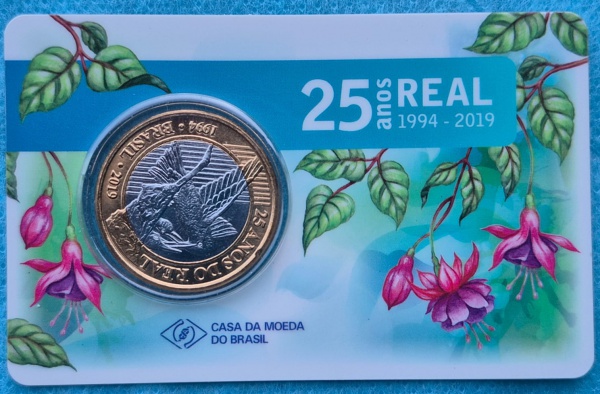 25
anos
REAL
1994 - 2019
1994 • BRASIL • 2019
25 ANOS DO REAL
CASA DA MOEDA
DO BRASIL